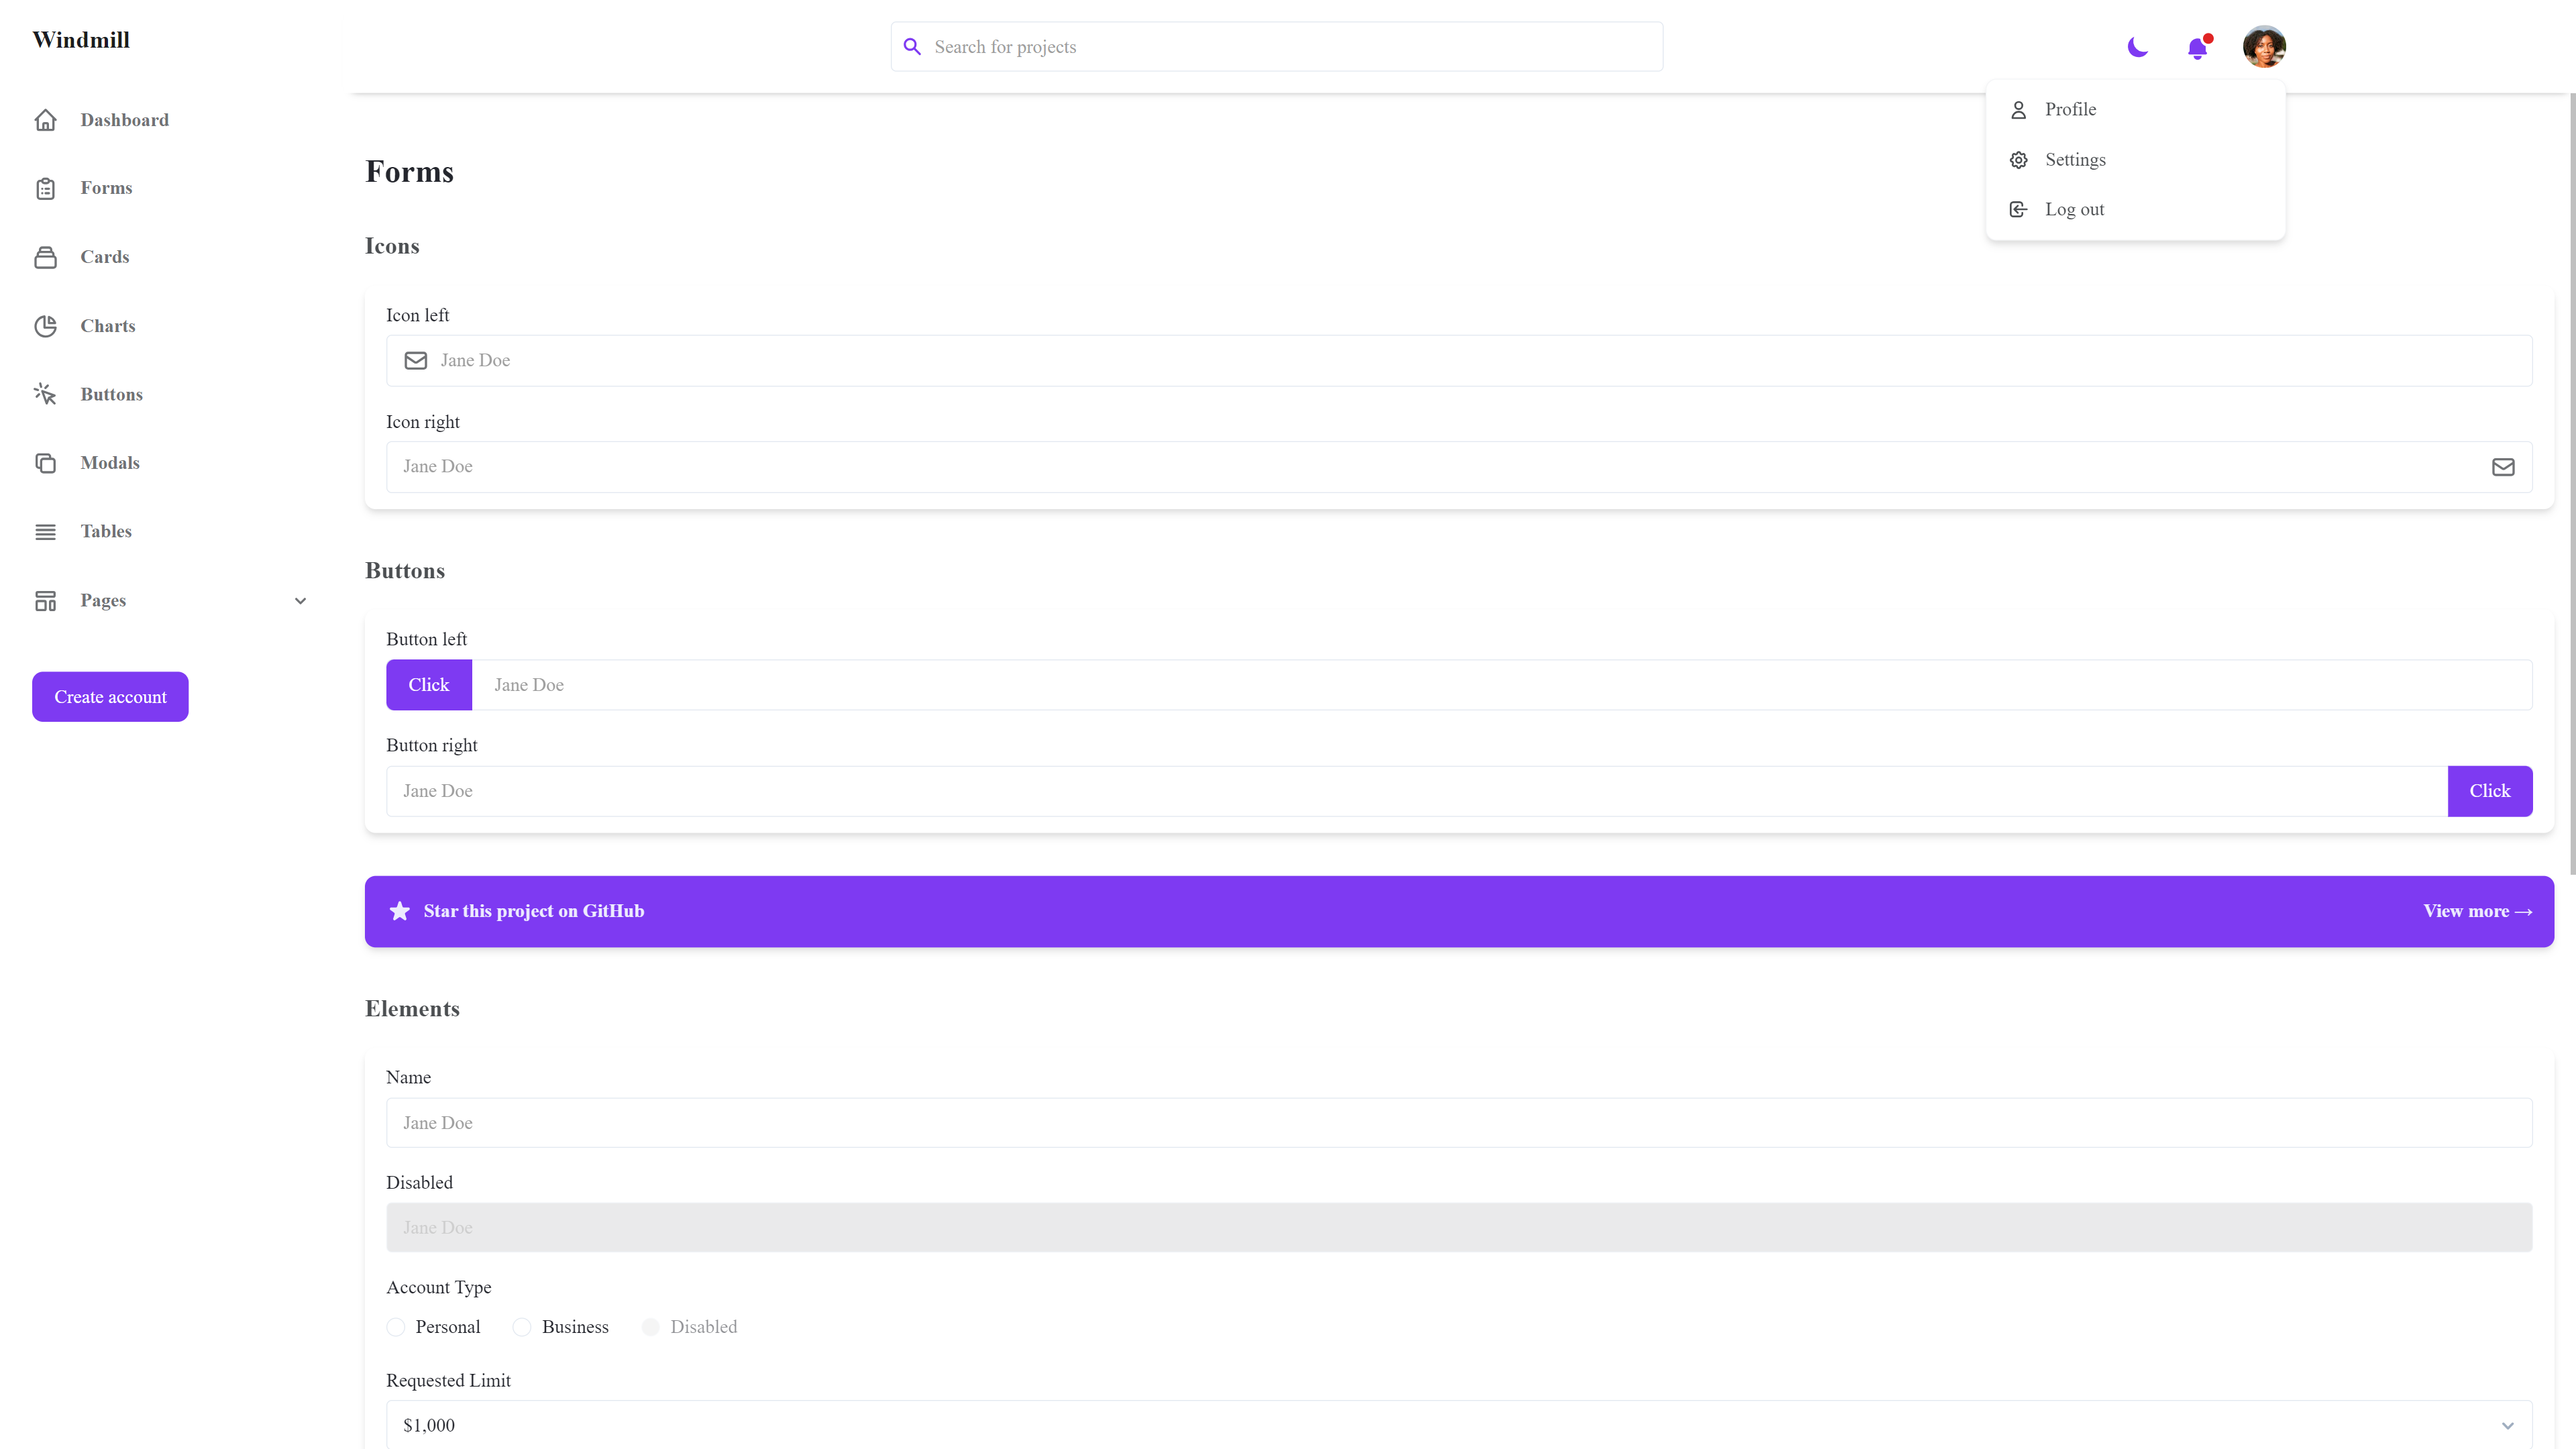 Windmill
Search for projects
Profile
Settings
Log out
Dashboard
Forms
Cards
Charts
Buttons
Modals
Tables
Pages
Create account
Forms
Icons
Icon left
Jane Doe
Icon right
Jane Doe
Buttons
Button left
Click Jane Doe
Button right
Jane Doe Click
Star this project on GitHub View more →
Elements
Name
Jane Doe
Disabled
Jane Doe
Account Type
Personal Business Disabled
Requested Limit
$1,000